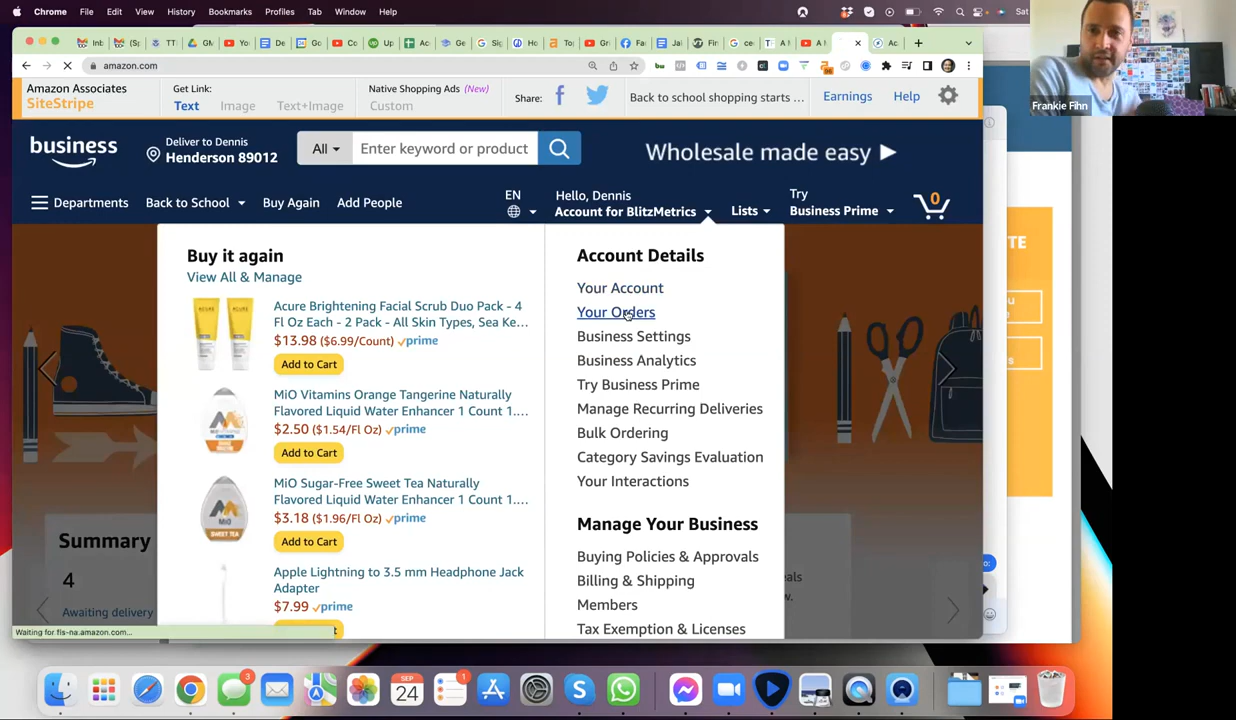 Chrome File Edit View History Bookmarks Profiles Tab Window Help Sat
Frankie Fihn
amazon.com
Amazon Associates
SiteStripe
Get Link:
Text Image Text+Image
Native Shopping Ads (New)
Custom
Share:
Back to school shopping starts ...
Earnings
Help
business
Deliver to Dennis
Henderson 89012
All
Enter keyword or product
Wholesale made easy
Departments
Back to School
Buy Again
Add People
EN
Hello, Dennis
Account for BlitzMetrics
Lists
Try
Business Prime
0
Buy it again
View All & Manage
Acure Brightening Facial Scrub Duo Pack - 4
Fl Oz Each - 2 Pack - All Skin Types, Sea Ke...
$13.98 ($6.99/Count) prime
Add to Cart
MiO Vitamins Orange Tangerine Naturally
Flavored Liquid Water Enhancer 1 Count 1....
$2.50 ($1.54/Fl Oz) prime
Add to Cart
MiO Sugar-Free Sweet Tea Naturally
Flavored Liquid Water Enhancer 1 Count 1....
$3.18 ($1.96/Fl Oz) prime
Add to Cart
Apple Lightning to 3.5 mm Headphone Jack
Adapter
$7.99 prime
Account Details
Your Account
Your Orders
Business Settings
Business Analytics
Try Business Prime
Manage Recurring Deliveries
Bulk Ordering
Category Savings Evaluation
Your Interactions
Manage Your Business
Buying Policies & Approvals
Billing & Shipping
Members
Tax Exemption & Licenses
Summary
4
Awaiting delivery
Waiting for fls-na.amazon.com...
3
SEP
24
1